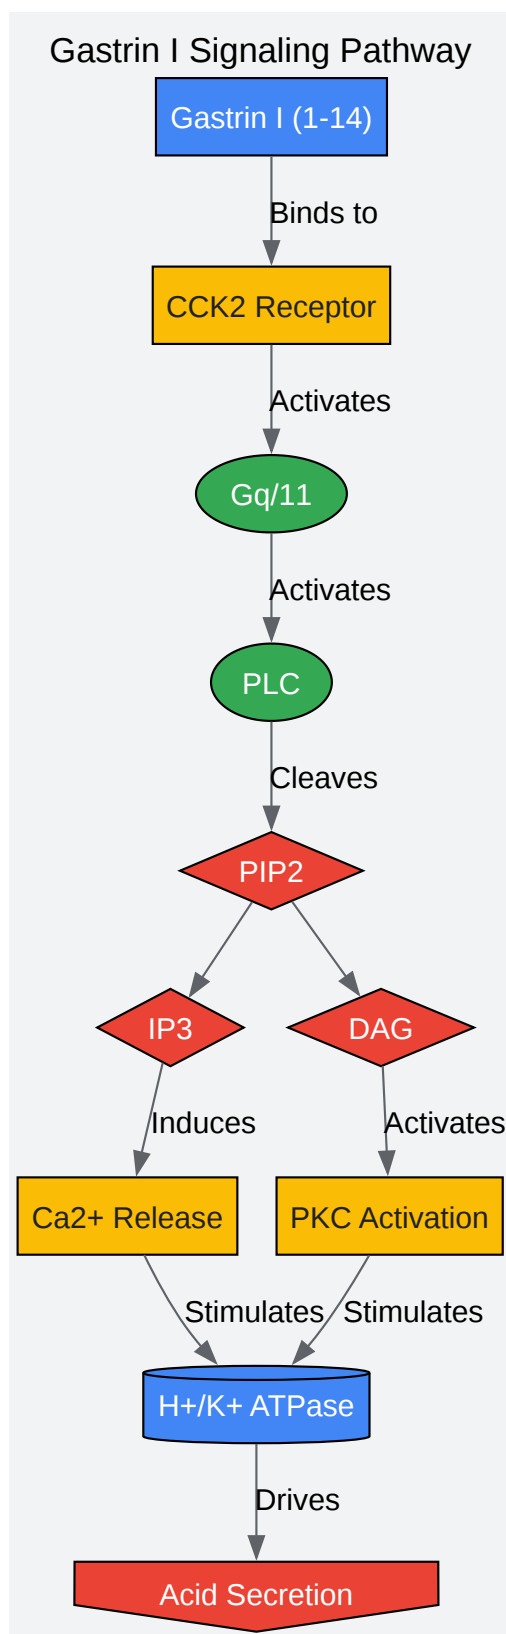 Gastrin I Signaling Pathway
Gastrin I (1-14)
Binds to
CCK2 Receptor
Activates
Gq/11
Activates
PLC
Cleaves
PIP2
IP3
DAG
Induces
Activates
Ca2+ Release
PKC Activation
Stimulates
Stimulates
H+/K+ ATPase
Drives
Acid Secretion